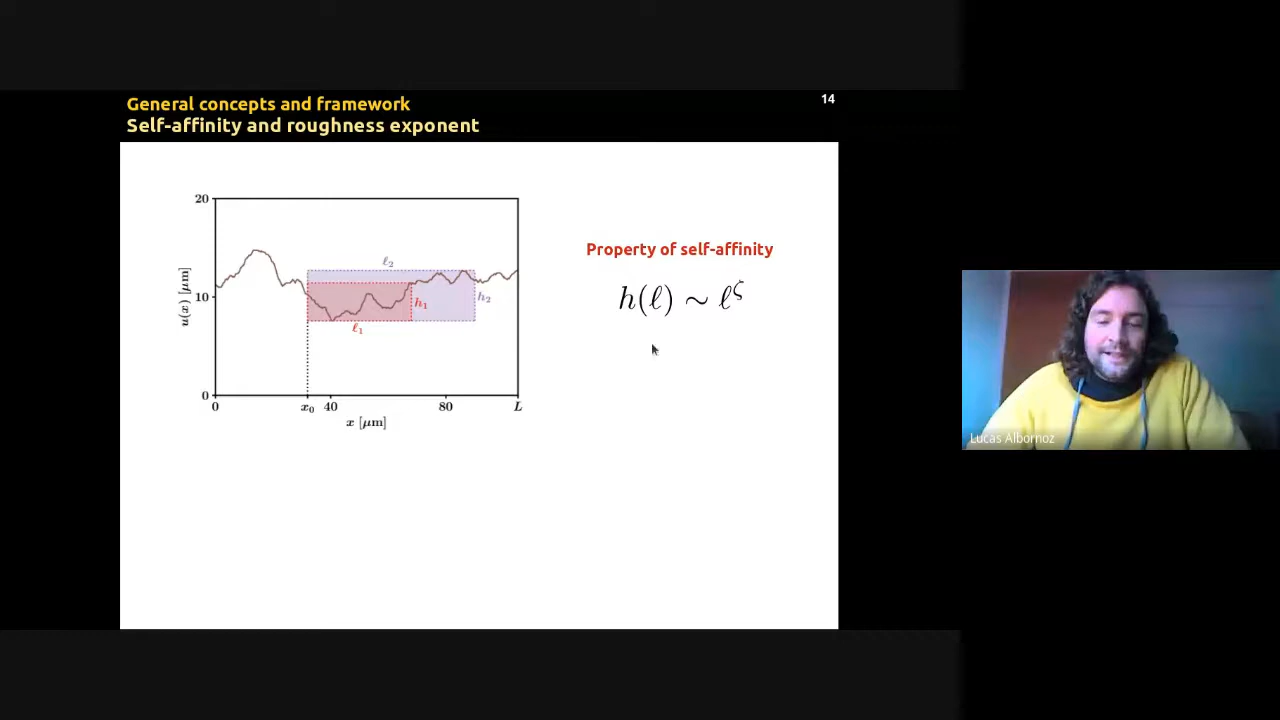 General concepts and framework
14
Self-affinity and roughness exponent
20
10
0
u(x) [μm]
ℓ₂
h₁
h₂
ℓ₁
0
x₀
40
80
L
x [μm]
Property of self-affinity
h(ℓ) ∼ ℓ^ζ
Lucas Albornoz